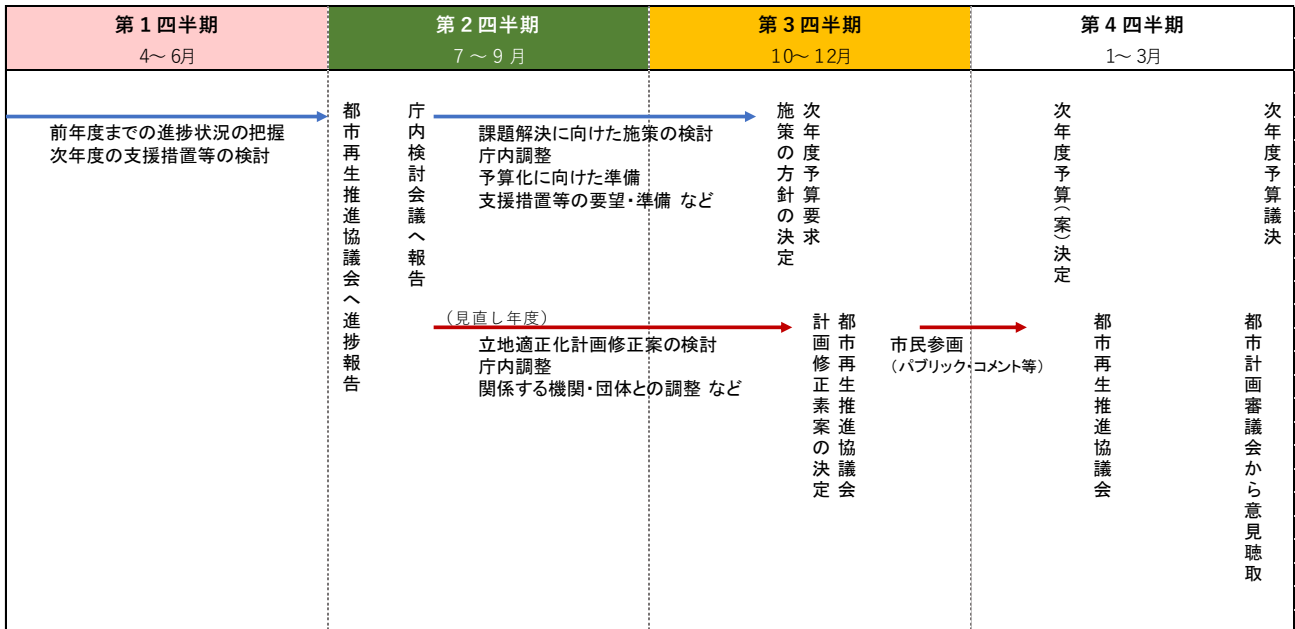 第1四半期
4～6月
第2四半期
7～9月
第3四半期
10～12月
第4四半期
1～3月
前年度までの進捗状況の把握
次年度の支援措置等の検討
都市再生推進協議会へ進捗報告
庁内検討会議へ報告
課題解決に向けた施策の検討
庁内調整
予算化に向けた準備
支援措置等の要望・準備 など
次年度予算要求
施策の方針の決定
次年度予算（案）決定
次年度予算議決
（見直し年度）
立地適正化計画修正案の検討
庁内調整
関係する機関・団体との調整 など
都市再生推進協議会
計画修正素案の決定
市民参画
（パブリック・コメント等）
都市再生推進協議会
都市計画審議会から意見聴取